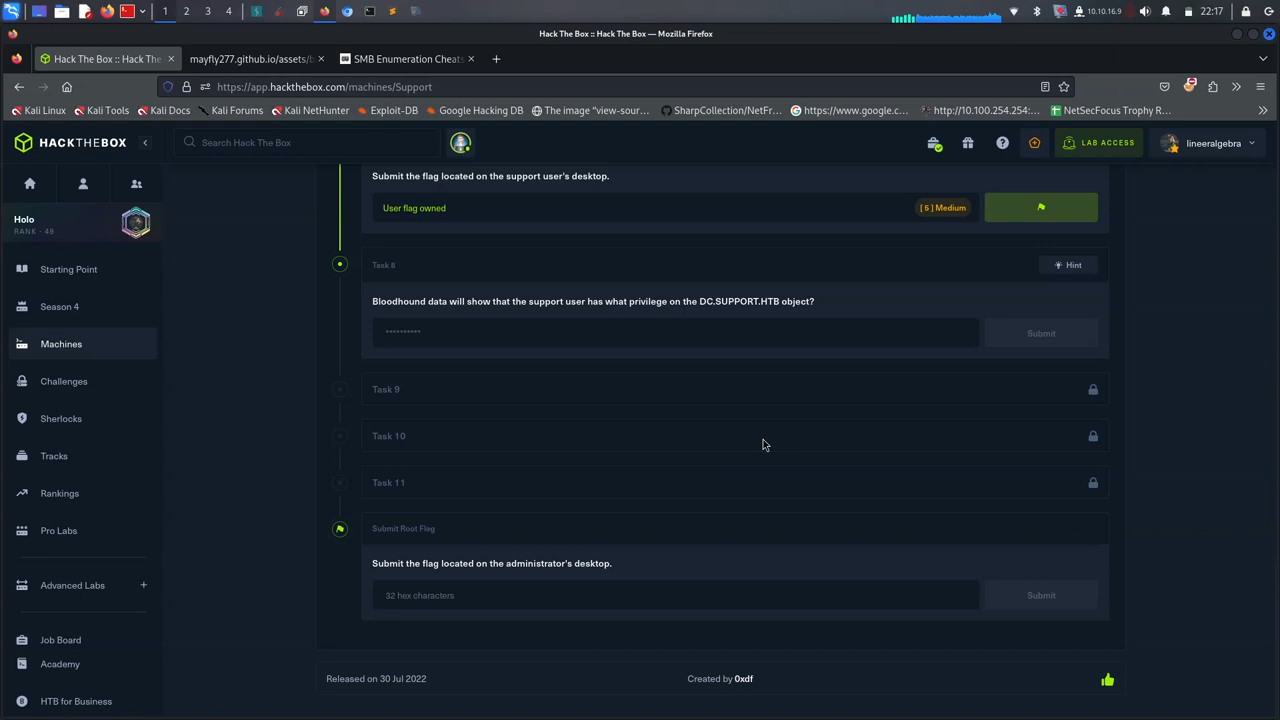 1 2 3 4
10.10.16.9
22:17
Hack The Box :: Hack The Box — Mozilla Firefox
Hack The Box :: Hack The
mayfly277.github.io/assets/b
SMB Enumeration Cheats
https://app.hackthebox.com/machines/Support
Kali Linux
Kali Tools
Kali Docs
Kali Forums
Kali NetHunter
Exploit-DB
Google Hacking DB
The image “view-sour…
SharpCollection/NetFr…
https://www.google.c…
http://10.100.254.254:…
NetSecFocus Trophy R…
HACKTHEBOX
Search Hack The Box
LAB ACCESS
lineeralgebra
Holo
RANK - 49
Starting Point
Season 4
Machines
Challenges
Sherlocks
Tracks
Rankings
Pro Labs
Advanced Labs
Job Board
Academy
HTB for Business
Submit the flag located on the support user's desktop.
User flag owned
[ 5 ] Medium
Task 8
Hint
Bloodhound data will show that the support user has what privilege on the DC.SUPPORT.HTB object?
**********
Submit
Task 9
Task 10
Task 11
Submit Root Flag
Submit the flag located on the administrator's desktop.
32 hex characters
Submit
Released on 30 Jul 2022
Created by 0xdf